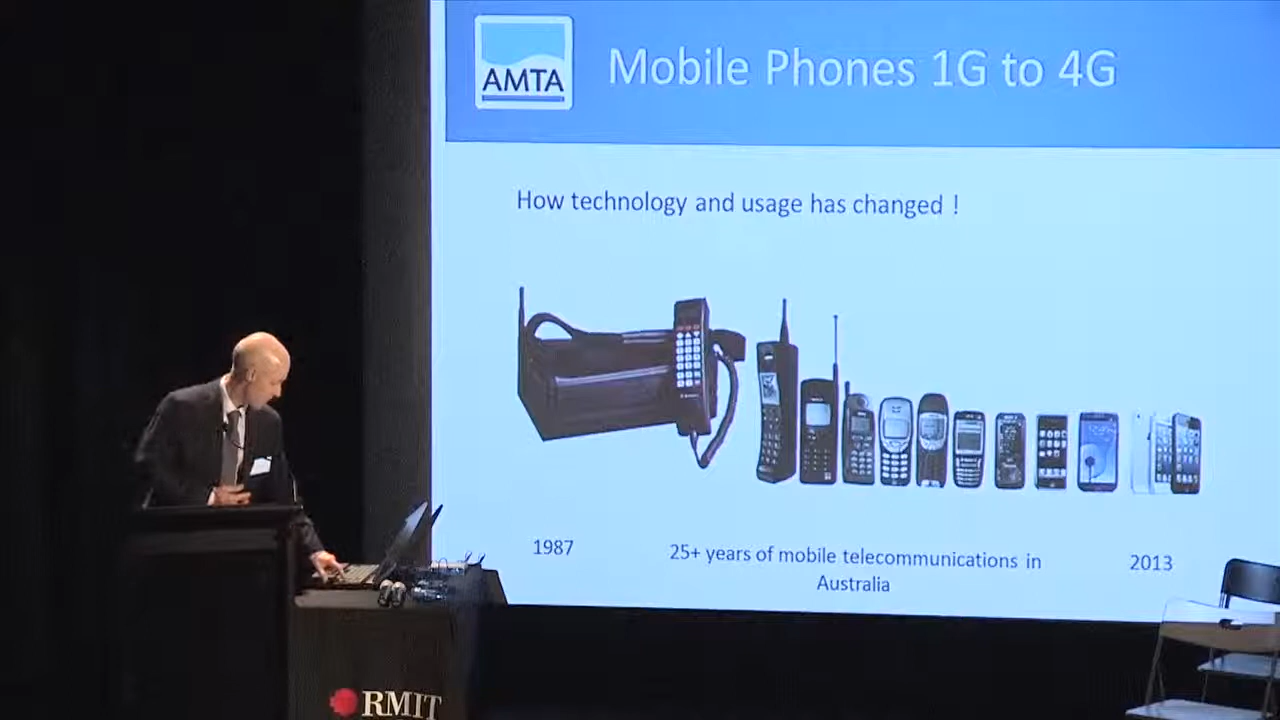 AMTA
Mobile Phones 1G to 4G
How technology and usage has changed !
1987
25+ years of mobile telecommunications in
Australia
2013
RMIT